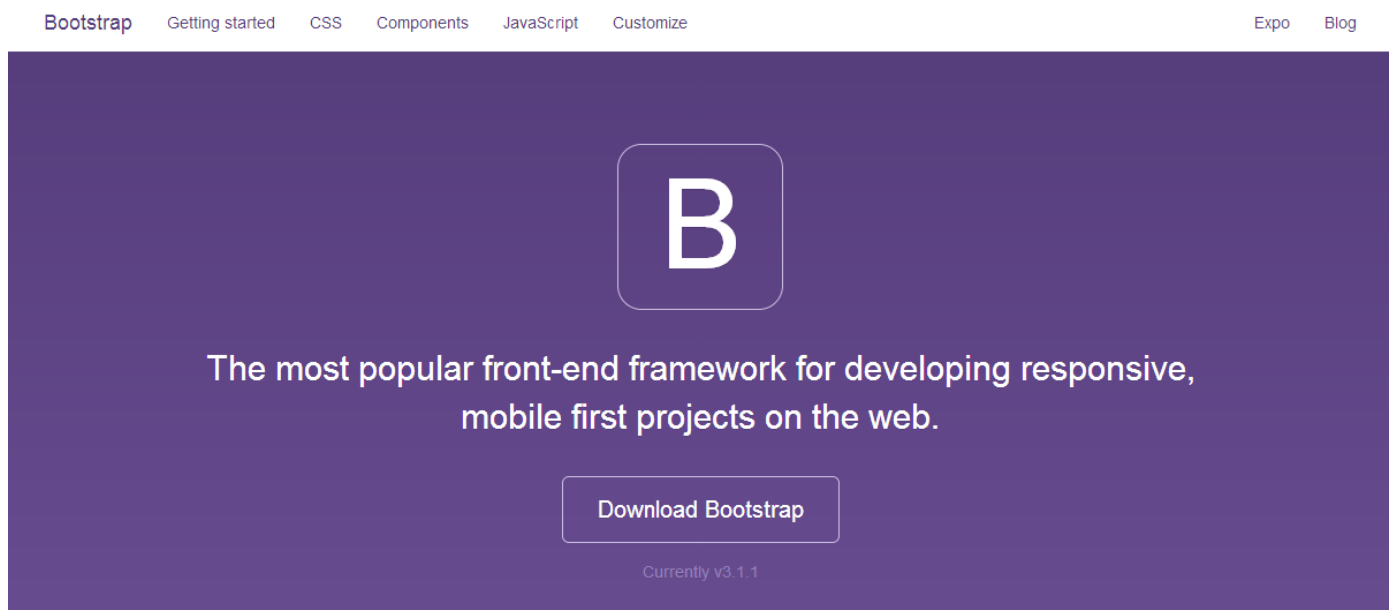 Bootstrap Getting started CSS Components JavaScript Customize Expo Blog
B
The most popular front-end framework for developing responsive,
mobile first projects on the web.
Download Bootstrap
Currently v3.1.1